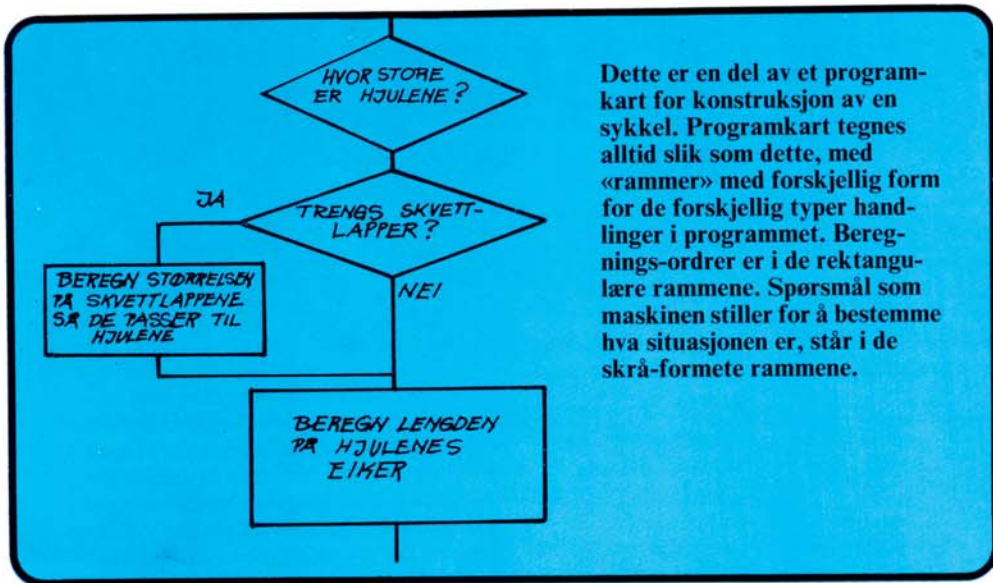 HVOR STORE
ER HJULENE?
JA
TRENGS SKVETT-
LAPPER?
BEREGN STØRRELSEN
PÅ SKVETTLAPPENE
SÅ DE PASSER TIL
HJULENE
NEI
BEREGN LENGDEN
PÅ HJULENES
EIKER
Dette er en del av et program-
kart for konstruksjon av en
sykkel. Programkart tegnes
alltid slik som dette, med
«rammer» med forskjellig form
for de forskjellig typer hand-
linger i programmet. Bereg-
nings-ordrer er i de rektangu-
lære rammene. Spørsmål som
maskinen stiller for å bestemme
hva situasjonen er, står i de
skrå-formete rammene.